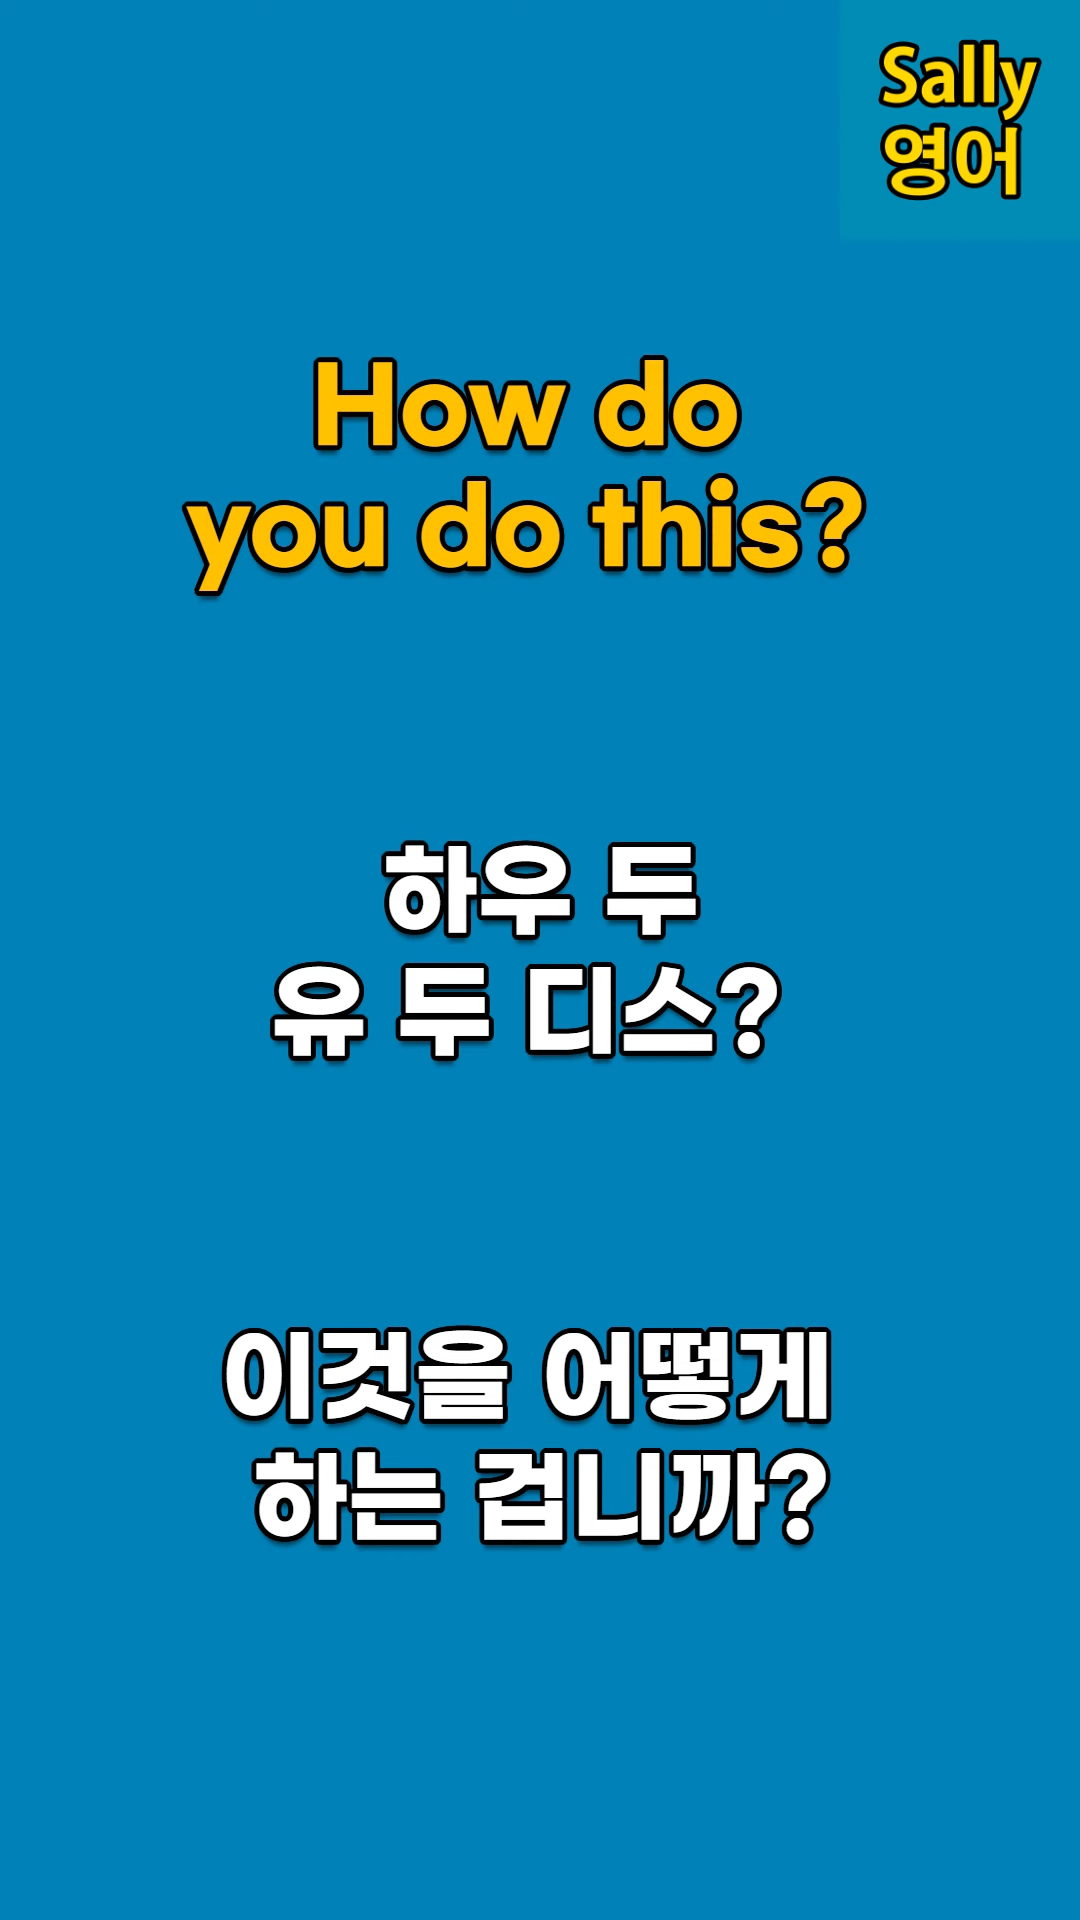 Sally
영어
How do
you do this?
하우 두
유 두 디스?
이것을 어떻게
하는 겁니까?